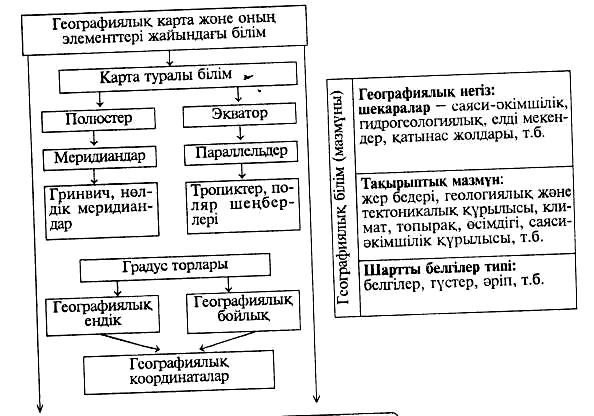 Географиялық карта және оның
элементтері жайындағы білім
Карта туралы білім
Полюстер
Экватор
Меридиандар
Параллельдер
Гринвич, нөл-
дік меридиан-
дар
Тропиктер, по-
ляр шеңбер-
лері
Градус торлары
Географиялық
ендік
Географиялық
бойлық
Географиялық
координаталар
Географиялық білім (мазмұны)
Географиялық негіз:
шекаралар – саяси-әкімшілік,
гидрогеологиялық, елді мекен-
дер, қатынас жолдары, т.б.
Тақырыптық мазмұн:
жер бедері, геологиялық және
тектоникалық құрылысы, кли-
мат, топырақ, өсімдігі, саяси-
әкімшілік құрылысы, т.б.
Шартты белгілер типі:
белгілер, түстер, әріп, т.б.